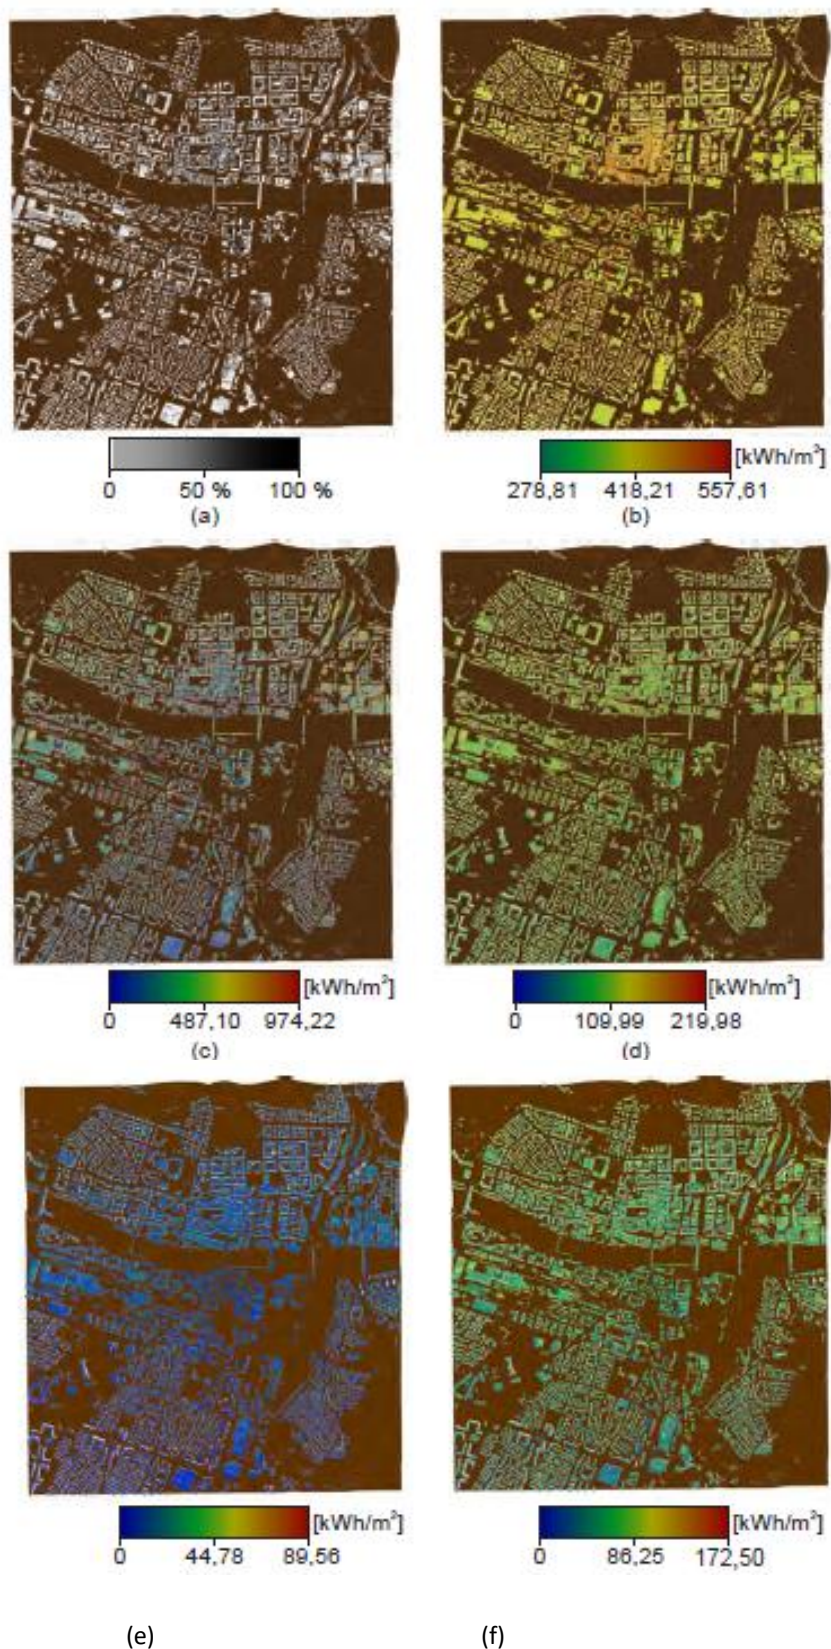 0 50 % 100 %
(a)
[kWh/m²]
278,81 418,21 557,61
(b)
[kWh/m²]
0 487,10 974,22
(c)
[kWh/m²]
0 109,99 219,98
(d)
[kWh/m²]
0 44,78 89,56
[kWh/m²]
0 86,25 172,50
(e) (f)